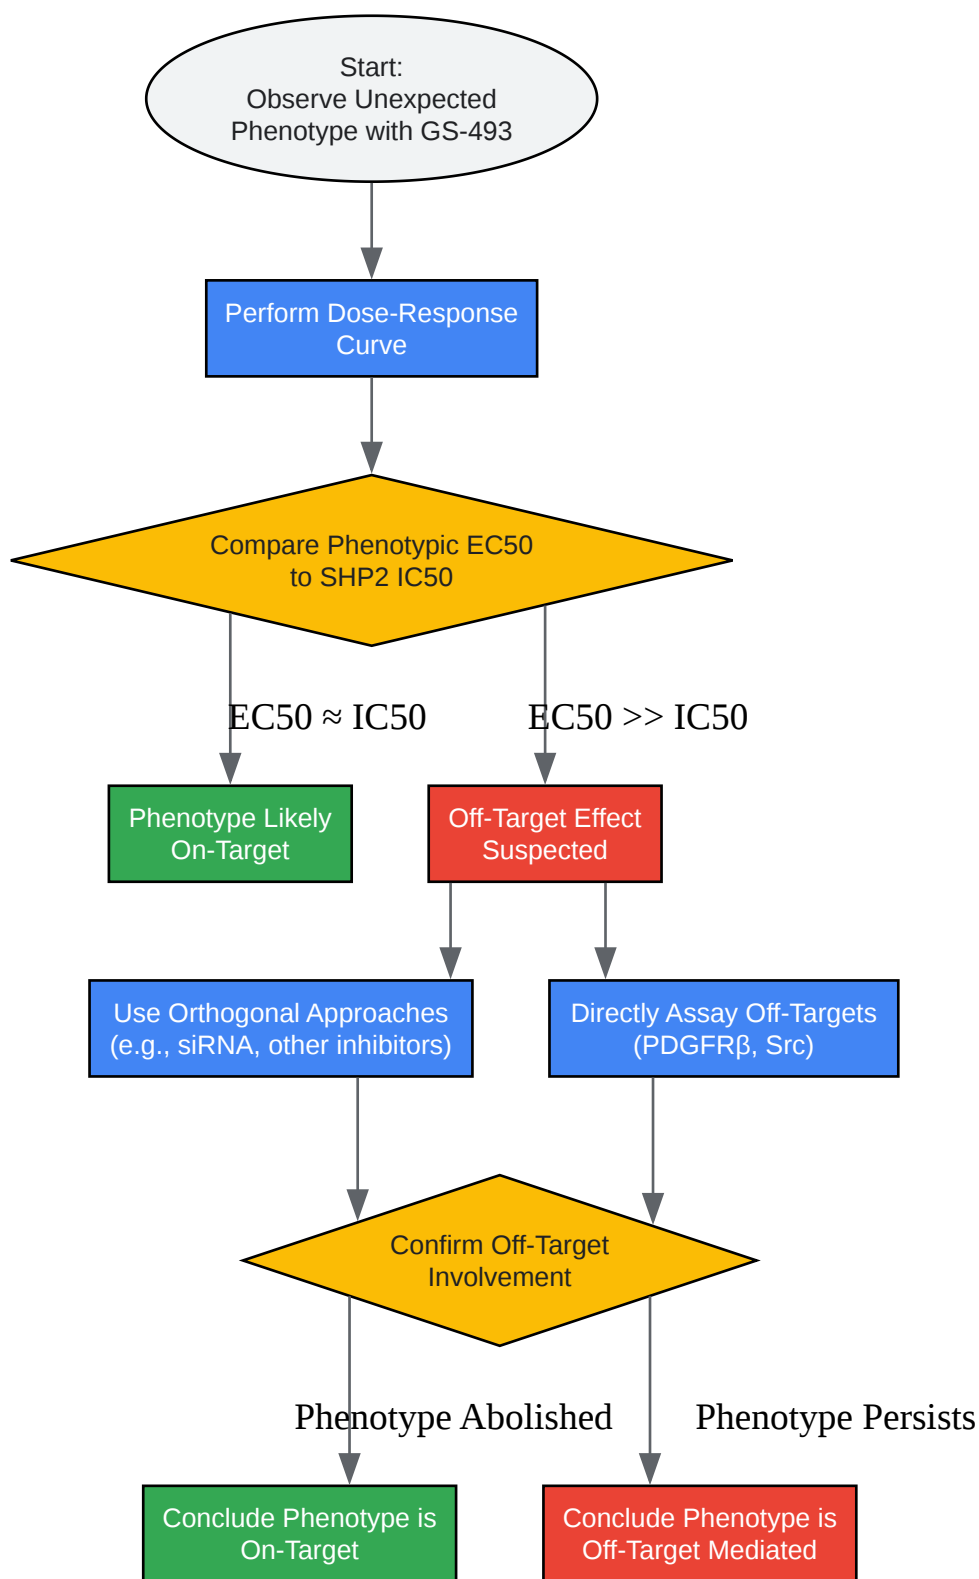 Start:
Observe Unexpected
Phenotype with GS-493
Perform Dose-Response
Curve
Compare Phenotypic EC50
to SHP2 IC50
EC50 ≈ IC50
EC50 >> IC50
Phenotype Likely
On-Target
Off-Target Effect
Suspected
Use Orthogonal Approaches
(e.g., siRNA, other inhibitors)
Directly Assay Off-Targets
(PDGFRβ, Src)
Confirm Off-Target
Involvement
Phenotype Abolished
Phenotype Persists
Conclude Phenotype is
On-Target
Conclude Phenotype is
Off-Target Mediated